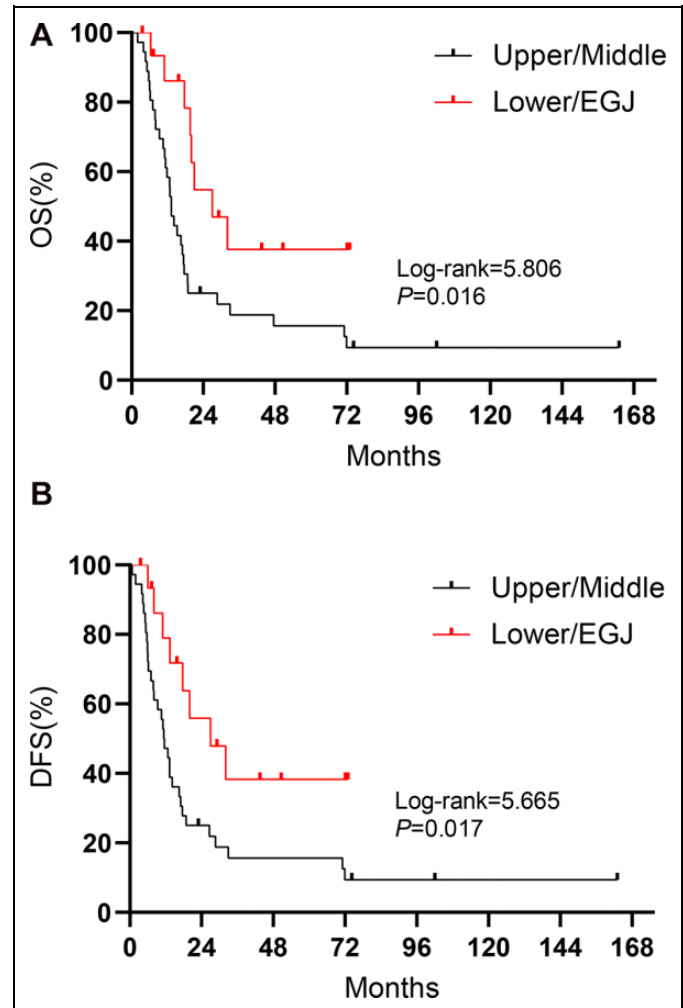 A
100
80
60
40
20
0
OS(%)
Upper/Middle
Lower/EGJ
Log-rank=5.806
P=0.016
0 24 48 72 96 120 144 168
Months
B
100
80
60
40
20
0
DFS(%)
Upper/Middle
Lower/EGJ
Log-rank=5.665
P=0.017
0 24 48 72 96 120 144 168
Months